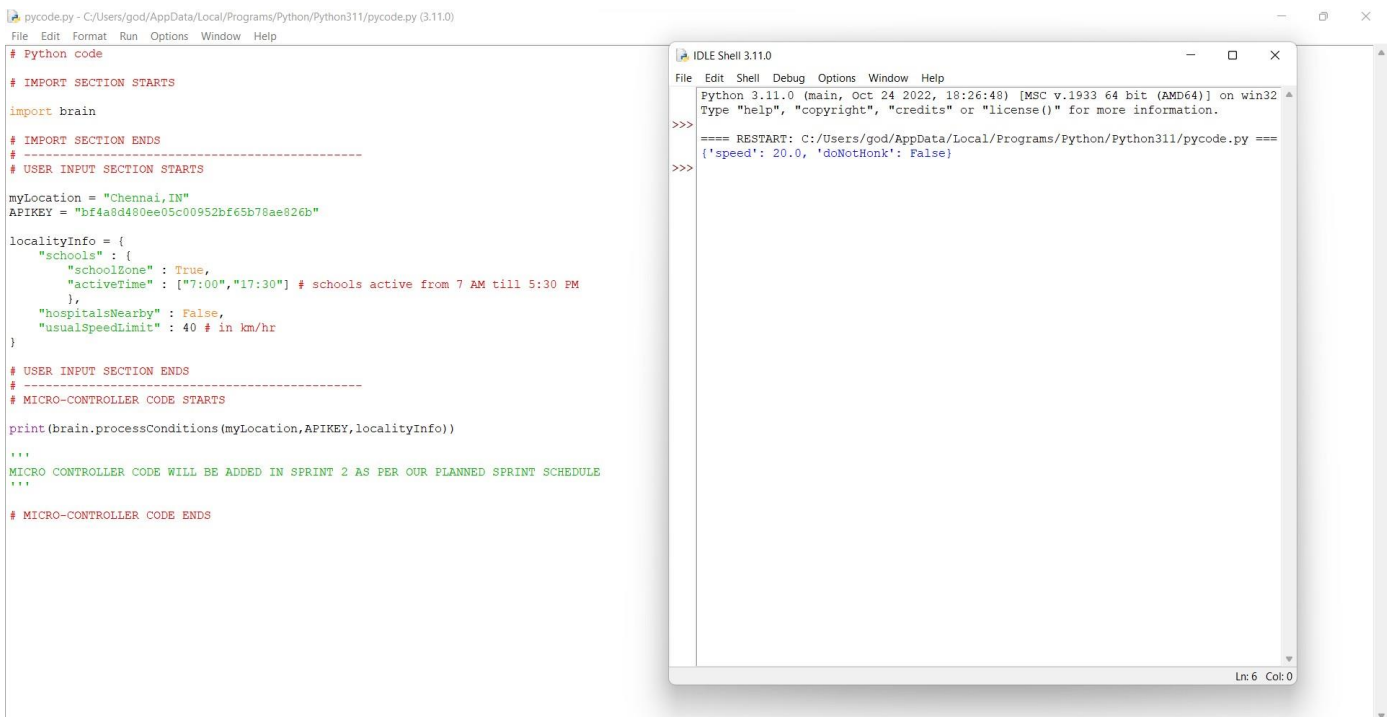 pycode.py - C:/Users/god/AppData/Local/Programs/Python/Python311/pycode.py (3.11.0)
File Edit Format Run Options Window Help
# Python code
# IMPORT SECTION STARTS
import brain
# IMPORT SECTION ENDS
# -----------------------------------------------
# USER INPUT SECTION STARTS
myLocation = "Chennai,IN"
APIKEY = "bf4a8d480ee05c00952bf65b78ae826b"
localityInfo = {
    "schools" : {
        "schoolZone" : True,
        "activeTime" : ["7:00","17:30"] # schools active from 7 AM till 5:30 PM
        },
    "hospitalsNearby" : False,
    "usualSpeedLimit" : 40 # in km/hr
}
# USER INPUT SECTION ENDS
# -----------------------------------------------
# MICRO-CONTROLLER CODE STARTS
print(brain.processConditions(myLocation,APIKEY,localityInfo))
'''
MICRO CONTROLLER CODE WILL BE ADDED IN SPRINT 2 AS PER OUR PLANNED SPRINT SCHEDULE
'''
# MICRO-CONTROLLER CODE ENDS
IDLE Shell 3.11.0
File Edit Shell Debug Options Window Help
Python 3.11.0 (main, Oct 24 2022, 18:26:48) [MSC v.1933 64 bit (AMD64)] on win32
Type "help", "copyright", "credits" or "license()" for more information.
>>>
==== RESTART: C:/Users/god/AppData/Local/Programs/Python/Python311/pycode.py ===
{'speed': 20.0, 'doNotHonk': False}
>>>
Ln: 6 Col: 0